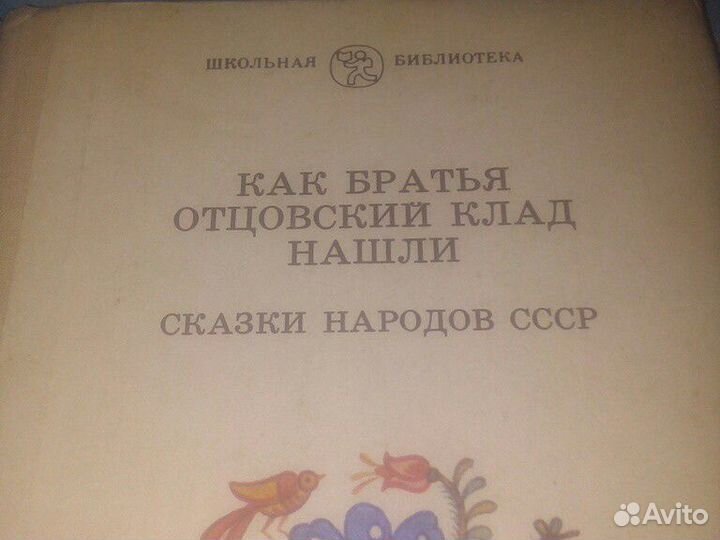 ШКОЛЬНАЯ БИБЛИОТЕКА
КАК БРАТЬЯ
ОТЦОВСКИЙ КЛАД
НАШЛИ
СКАЗКИ НАРОДОВ СССР
Avito